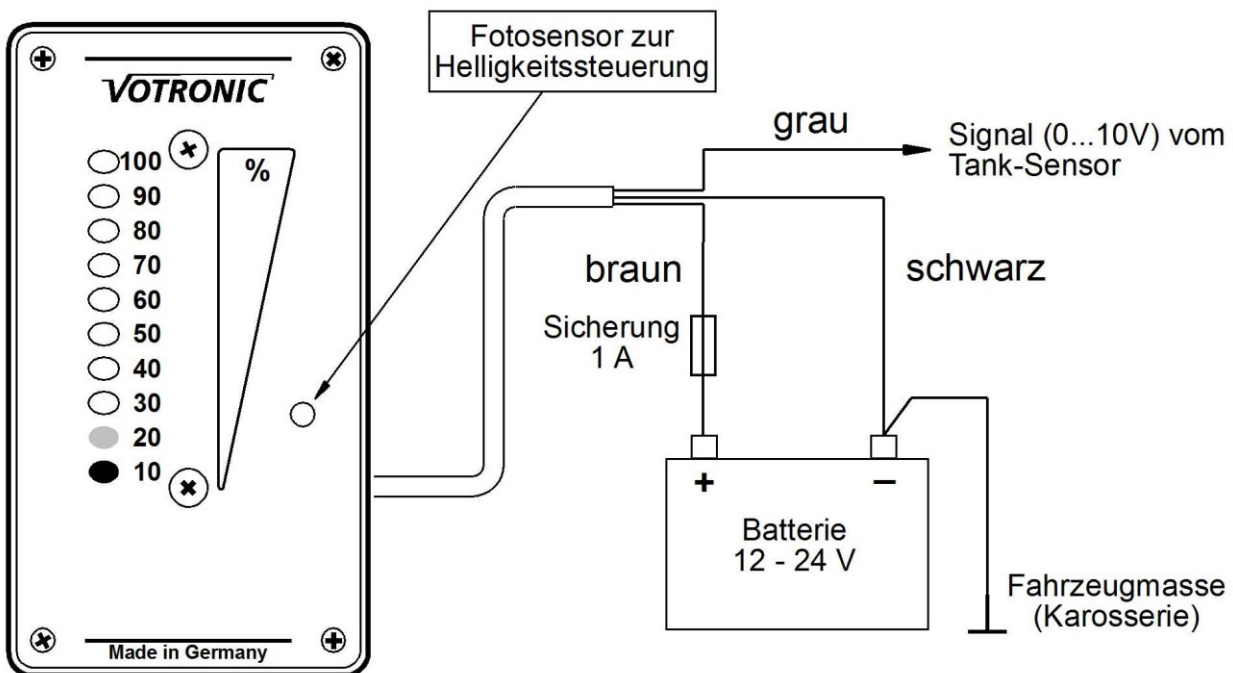 Fotosensor zur
Helligkeitssteuerung
VOTRONIC
%
100
90
80
70
60
50
40
30
20
10
Made in Germany
grau
Signal (0...10V) vom
Tank-Sensor
braun
schwarz
Sicherung
1 A
+
–
Batterie
12 - 24 V
Fahrzeugmasse
(Karosserie)